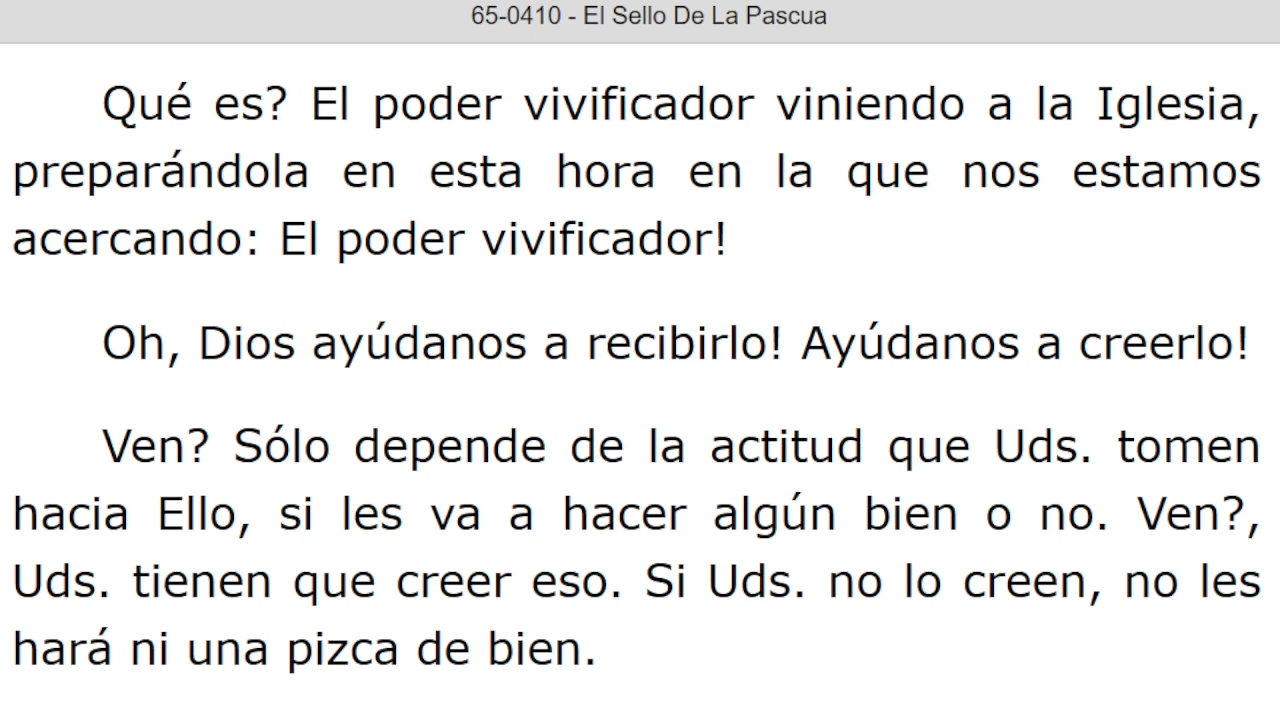 65-0410 - El Sello De La Pascua
Qué es? El poder vivificador viniendo a la Iglesia,
preparándola en esta hora en la que nos estamos
acercando: El poder vivificador!
Oh, Dios ayúdanos a recibirlo! Ayúdanos a creerlo!
Ven? Sólo depende de la actitud que Uds. tomen
hacia Ello, si les va a hacer algún bien o no. Ven?,
Uds. tienen que creer eso. Si Uds. no lo creen, no les
hará ni una pizca de bien.